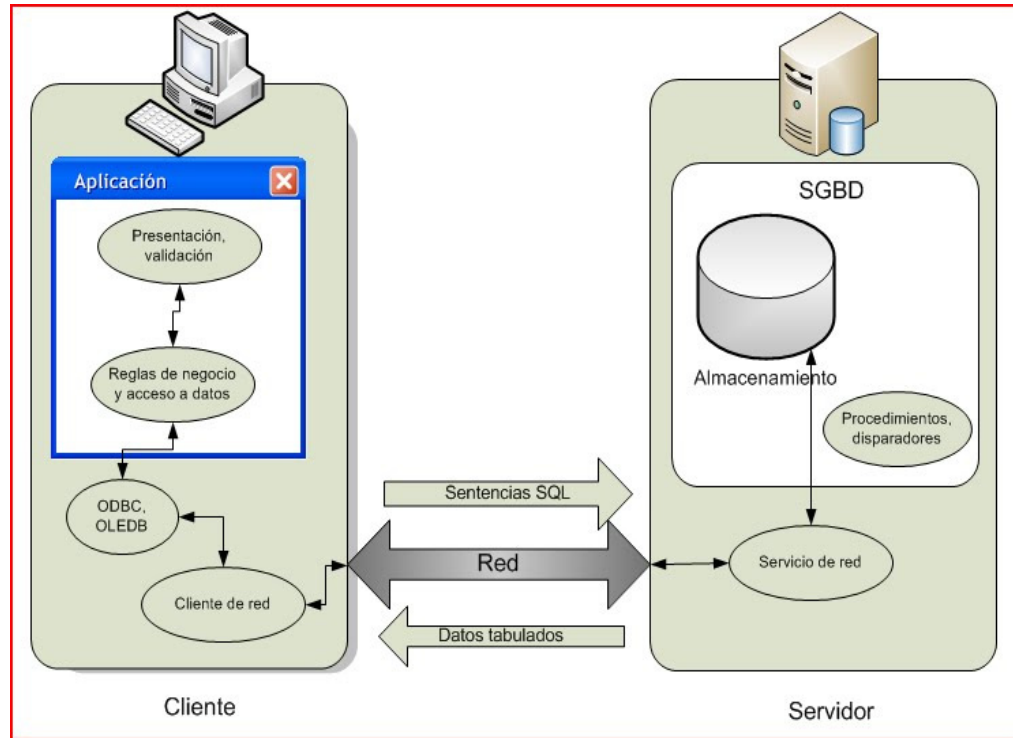 Aplicación
Presentación,
validación
Reglas de negocio
y acceso a datos
ODBC,
OLEDB
Cliente de red
Cliente
Sentencias SQL
Red
Datos tabulados
SGBD
Almacenamiento
Procedimientos,
disparadores
Servicio de red
Servidor